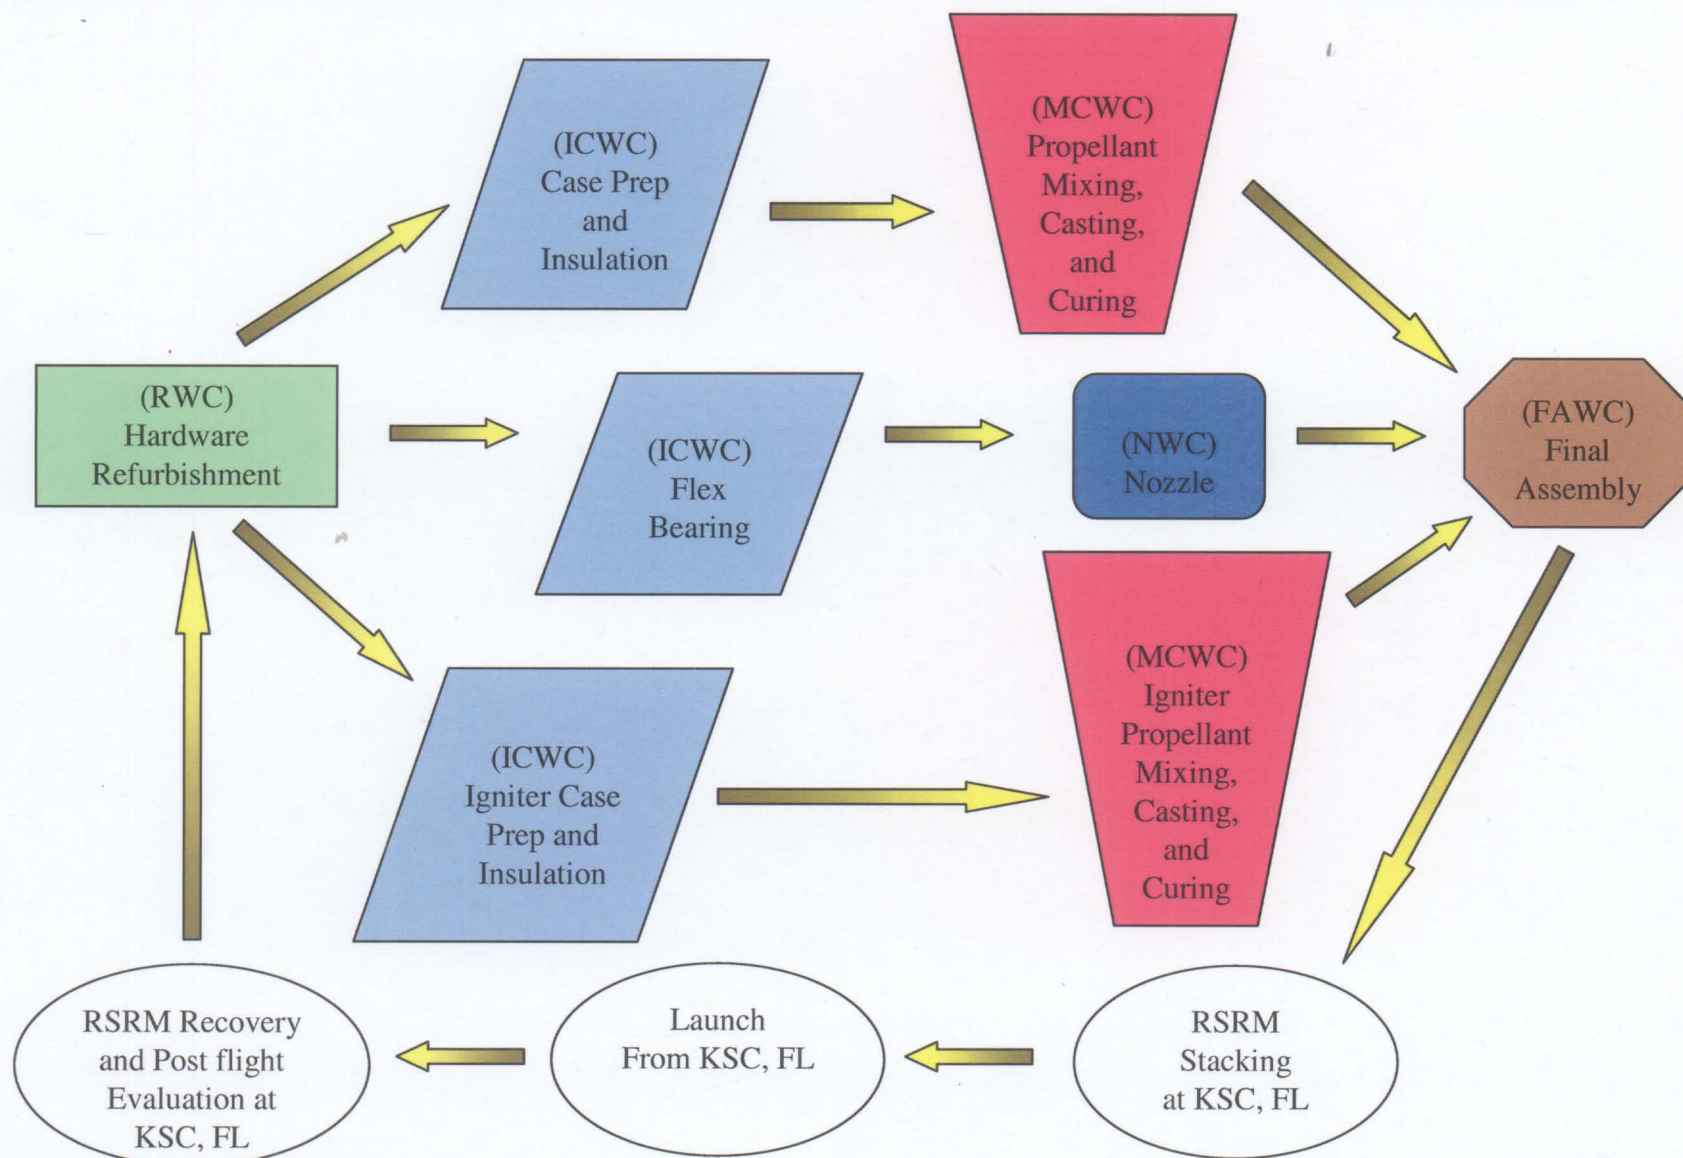 (ICWC)
Case Prep
and
Insulation
(MCWC)
Propellant
Mixing,
Casting,
and
Curing
(RWC)
Hardware
Refurbishment
(ICWC)
Flex
Bearing
(NWC)
Nozzle
(FAWC)
Final
Assembly
(ICWC)
Igniter Case
Prep and
Insulation
(MCWC)
Igniter
Propellant
Mixing,
Casting,
and
Curing
RSRM Recovery
and Post flight
Evaluation at
KSC, FL
Launch
From KSC, FL
RSRM
Stacking
at KSC, FL